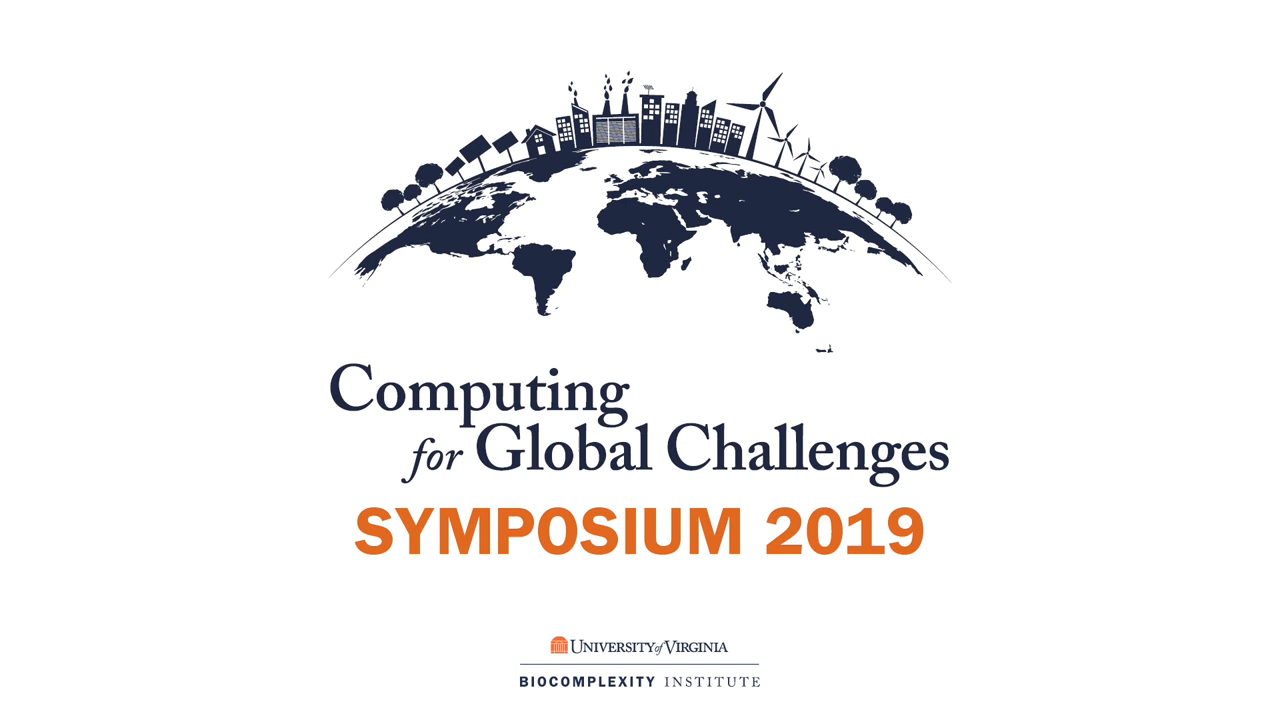 Computing
for Global Challenges
SYMPOSIUM 2019
UNIVERSITY of VIRGINIA
BIOCOMPLEXITY INSTITUTE